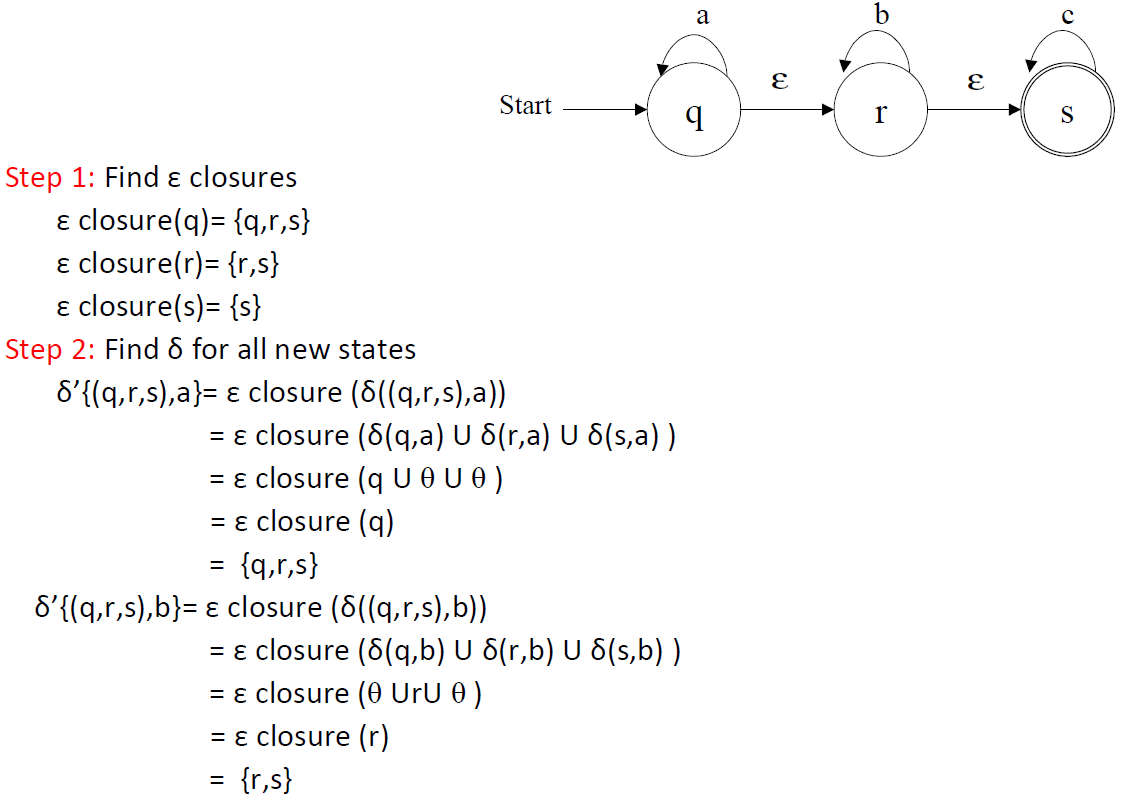 a b c
ε ε
Start q r s
Step 1: Find ε closures
ε closure(q)= {q,r,s}
ε closure(r)= {r,s}
ε closure(s)= {s}
Step 2: Find δ for all new states
δ’{(q,r,s),a}= ε closure (δ((q,r,s),a))
= ε closure (δ(q,a) U δ(r,a) U δ(s,a) )
= ε closure (q U θ U θ )
= ε closure (q)
= {q,r,s}
δ’{(q,r,s),b}= ε closure (δ((q,r,s),b))
= ε closure (δ(q,b) U δ(r,b) U δ(s,b) )
= ε closure (θ UrU θ )
= ε closure (r)
= {r,s}